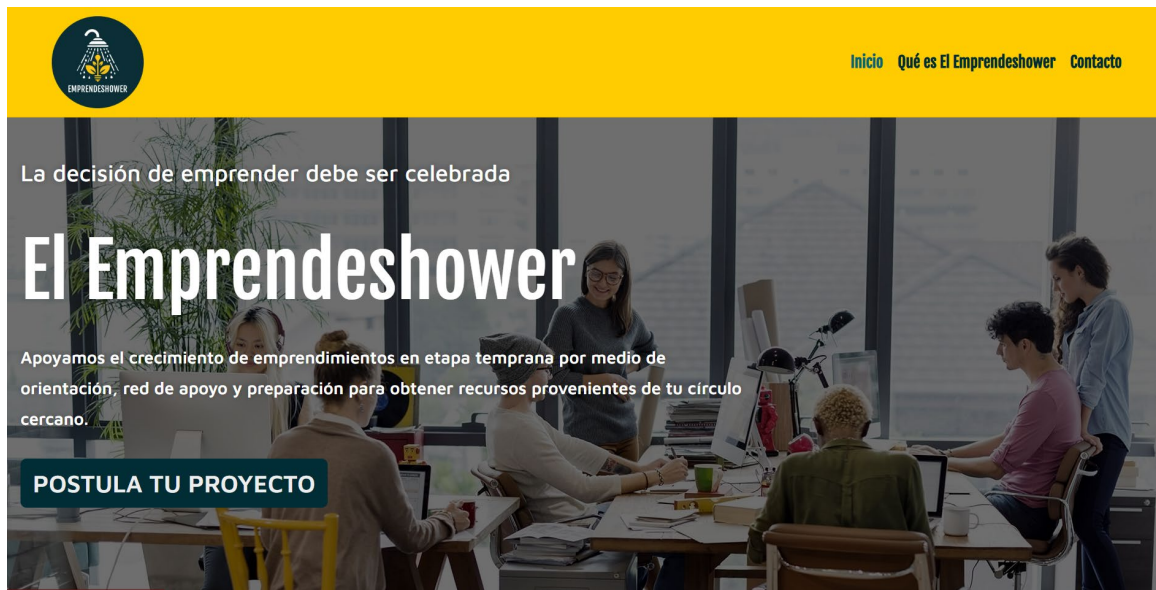 EMPRENDESHOWER
Inicio Qué es El Emprendeshower Contacto
La decisión de emprender debe ser celebrada
El Emprendeshower
Apoyamos el crecimiento de emprendimientos en etapa temprana por medio de
orientación, red de apoyo y preparación para obtener recursos provenientes de tu círculo
cercano.
POSTULA TU PROYECTO